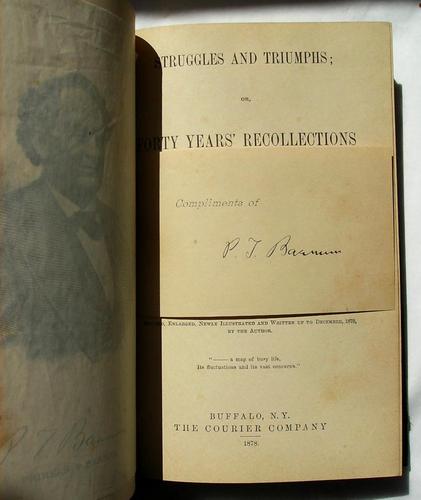 STRUGGLES AND TRIUMPHS;
OR,
FORTY YEARS' RECOLLECTIONS
Compliments of
P. T. Barnum
ENLARGED, NEWLY ILLUSTRATED AND WRITTEN UP TO DECEMBER, 1878,
BY THE AUTHOR.
"—— a map of busy life,
Its fluctuations and its vast concerns."
BUFFALO, N.Y.
THE COURIER COMPANY
1878.
P T Barnum